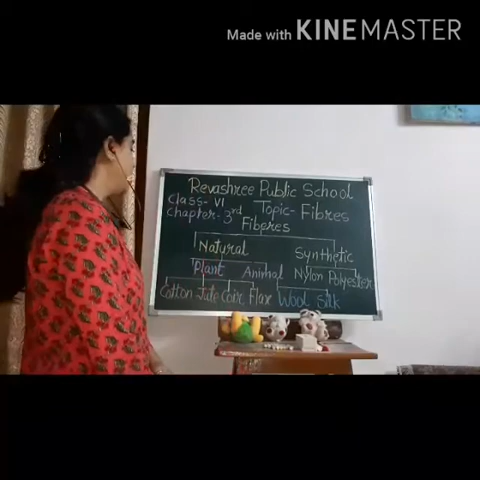 Made with KINEMASTER
Revashree Public School
Class- VI Topic- Fibres
Chapter- 3rd
Fiberes
Natural Synthetic
Plant Animal Nylon Polyester
Cotton Jute Coir Flax Wool Silk